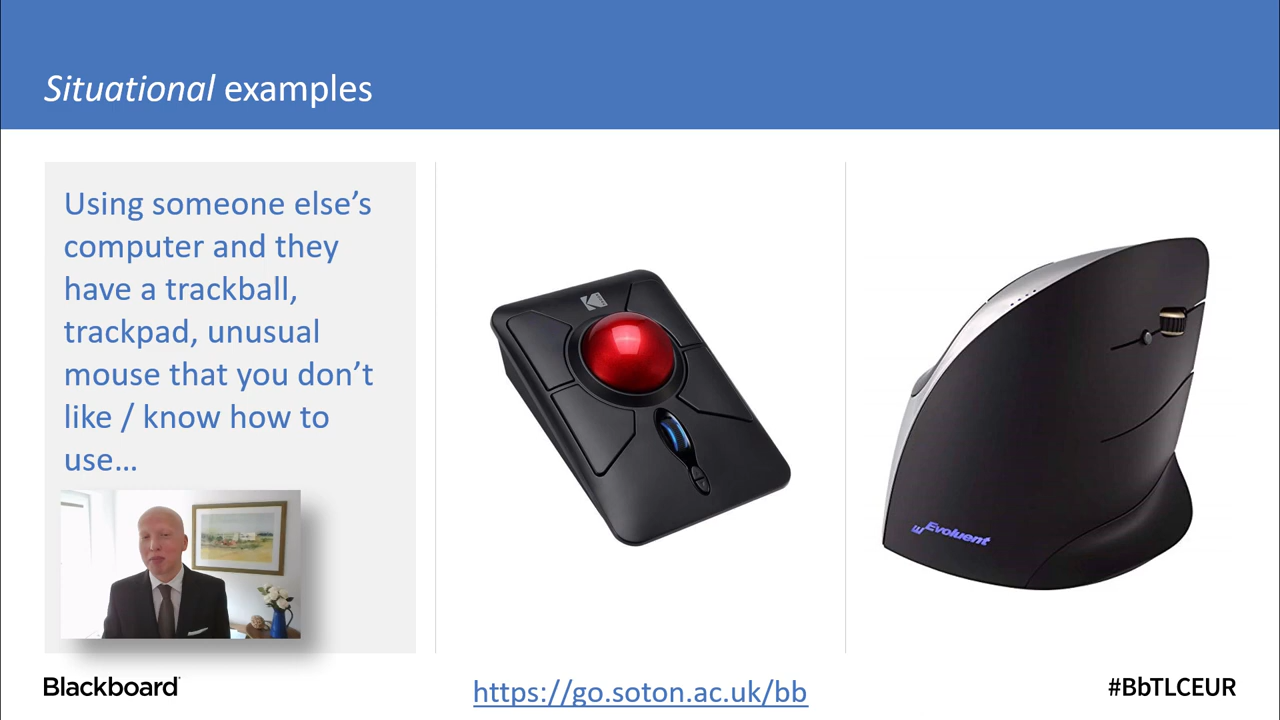 Situational examples
Using someone else’s
computer and they
have a trackball,
trackpad, unusual
mouse that you don’t
like / know how to
use…
Evoluent
Blackboard
https://go.soton.ac.uk/bb
#BbTLCEUR